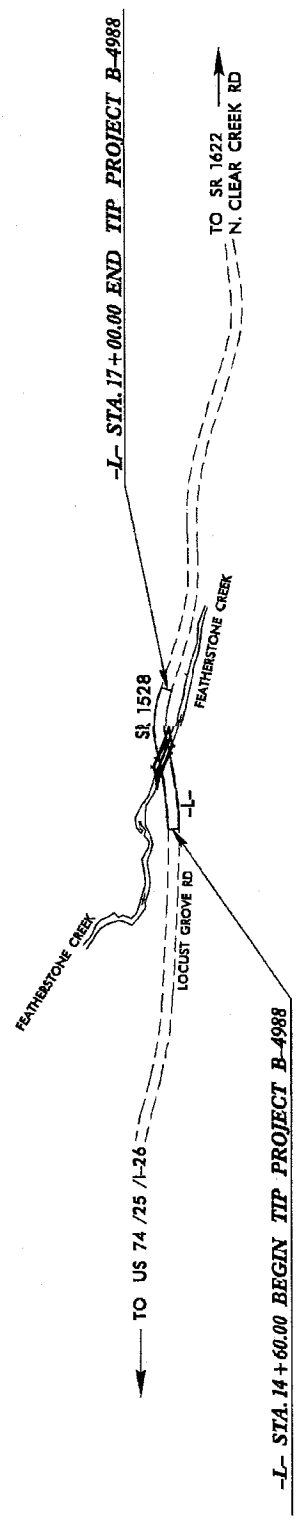 -L- STA. 17+00.00 END TIP PROJECT B-4988
TO SR 1622
N. CLEAR CREEK RD
SR 1528
FEATHERSTONE CREEK
-L-
FEATHERSTONE CREEK
LOCUST GROVE RD
TO US 74 /25 /I-26
-L- STA. 14+60.00 BEGIN TIP PROJECT B-4988